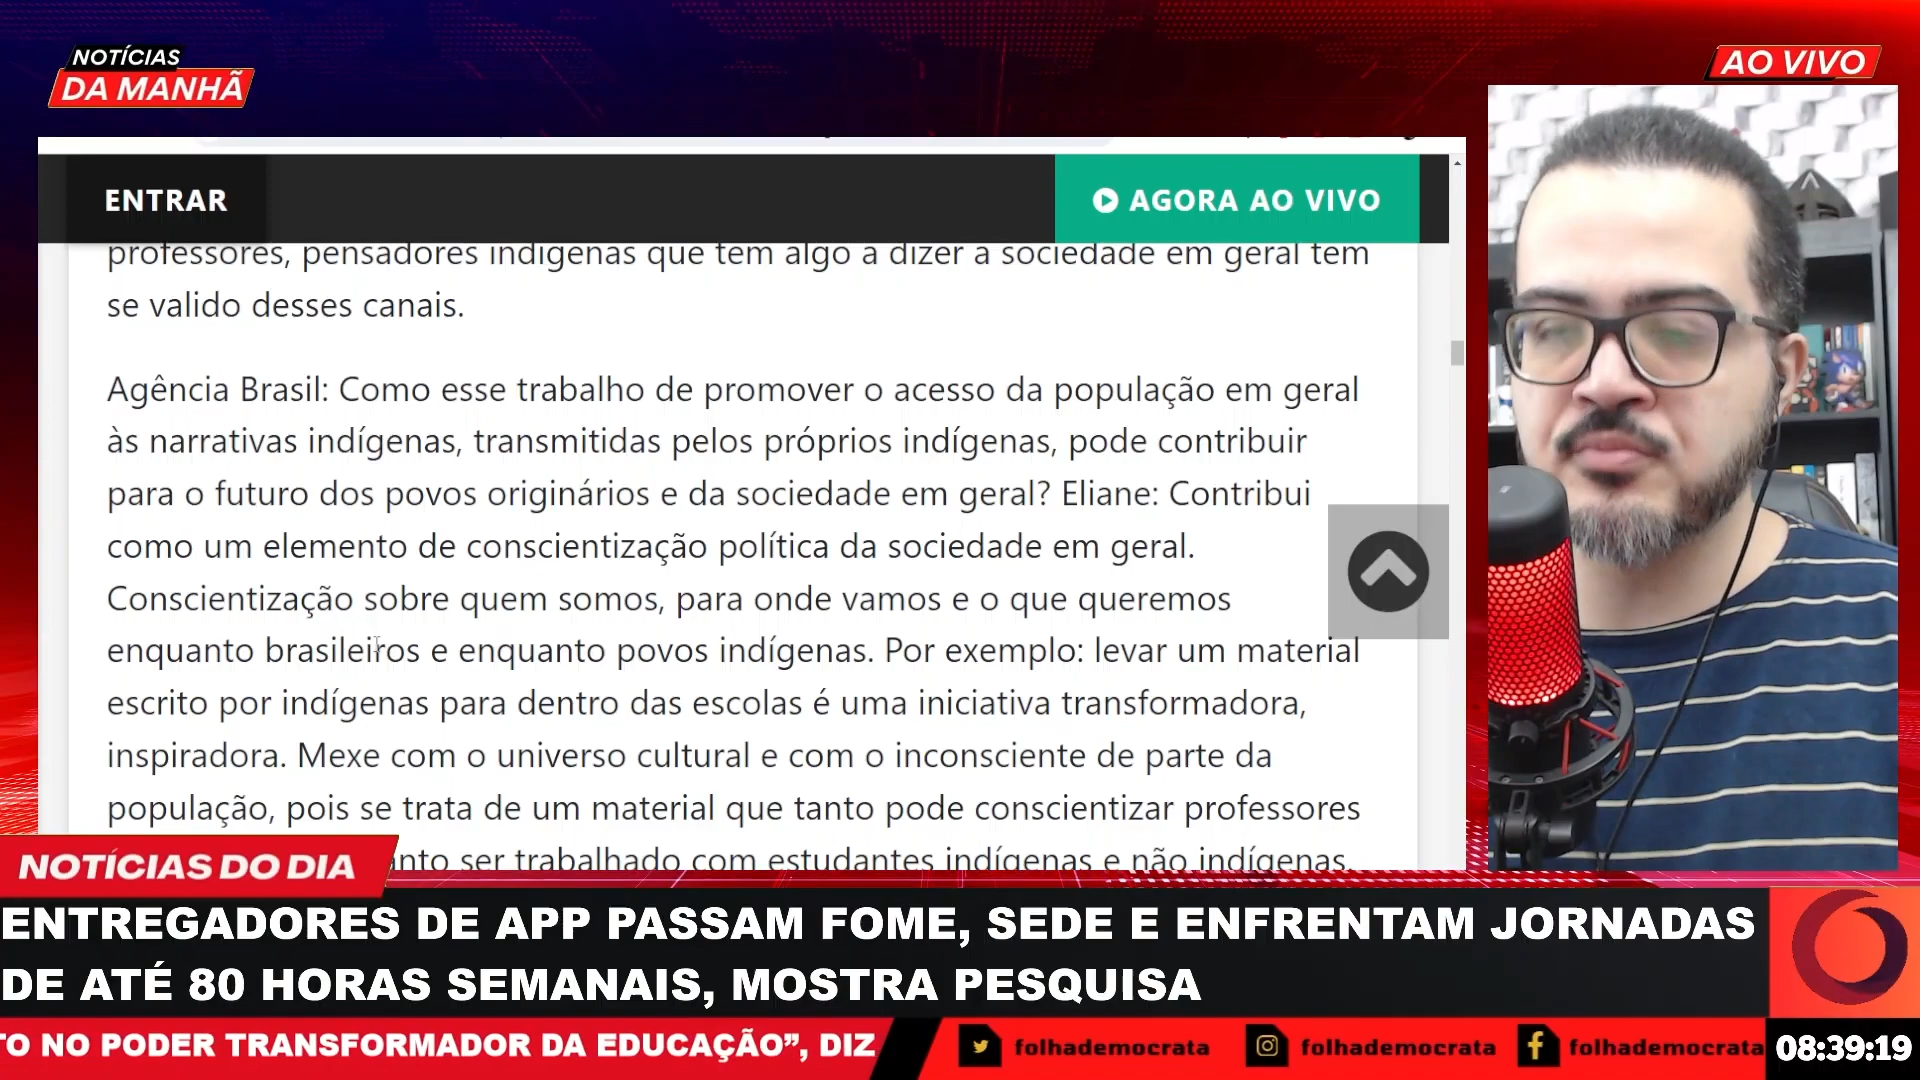 NOTÍCIAS
DA MANHÃ
AO VIVO
ENTRAR
AGORA AO VIVO
professores, pensadores indígenas que têm algo a dizer à sociedade em geral têm
se valido desses canais.
Agência Brasil: Como esse trabalho de promover o acesso da população em geral
às narrativas indígenas, transmitidas pelos próprios indígenas, pode contribuir
para o futuro dos povos originários e da sociedade em geral? Eliane: Contribui
como um elemento de conscientização política da sociedade em geral.
Conscientização sobre quem somos, para onde vamos e o que queremos
enquanto brasileiros e enquanto povos indígenas. Por exemplo: levar um material
escrito por indígenas para dentro das escolas é uma iniciativa transformadora,
inspiradora. Mexe com o universo cultural e com o inconsciente de parte da
população, pois se trata de um material que tanto pode conscientizar professores
anto ser trabalhado com estudantes indígenas e não indígenas.
NOTÍCIAS DO DIA
ENTREGADORES DE APP PASSAM FOME, SEDE E ENFRENTAM JORNADAS
DE ATÉ 80 HORAS SEMANAIS, MOSTRA PESQUISA
TO NO PODER TRANSFORMADOR DA EDUCAÇÃO”, DIZ
folhademocrata
folhademocrata
folhademocrata
08:39:19